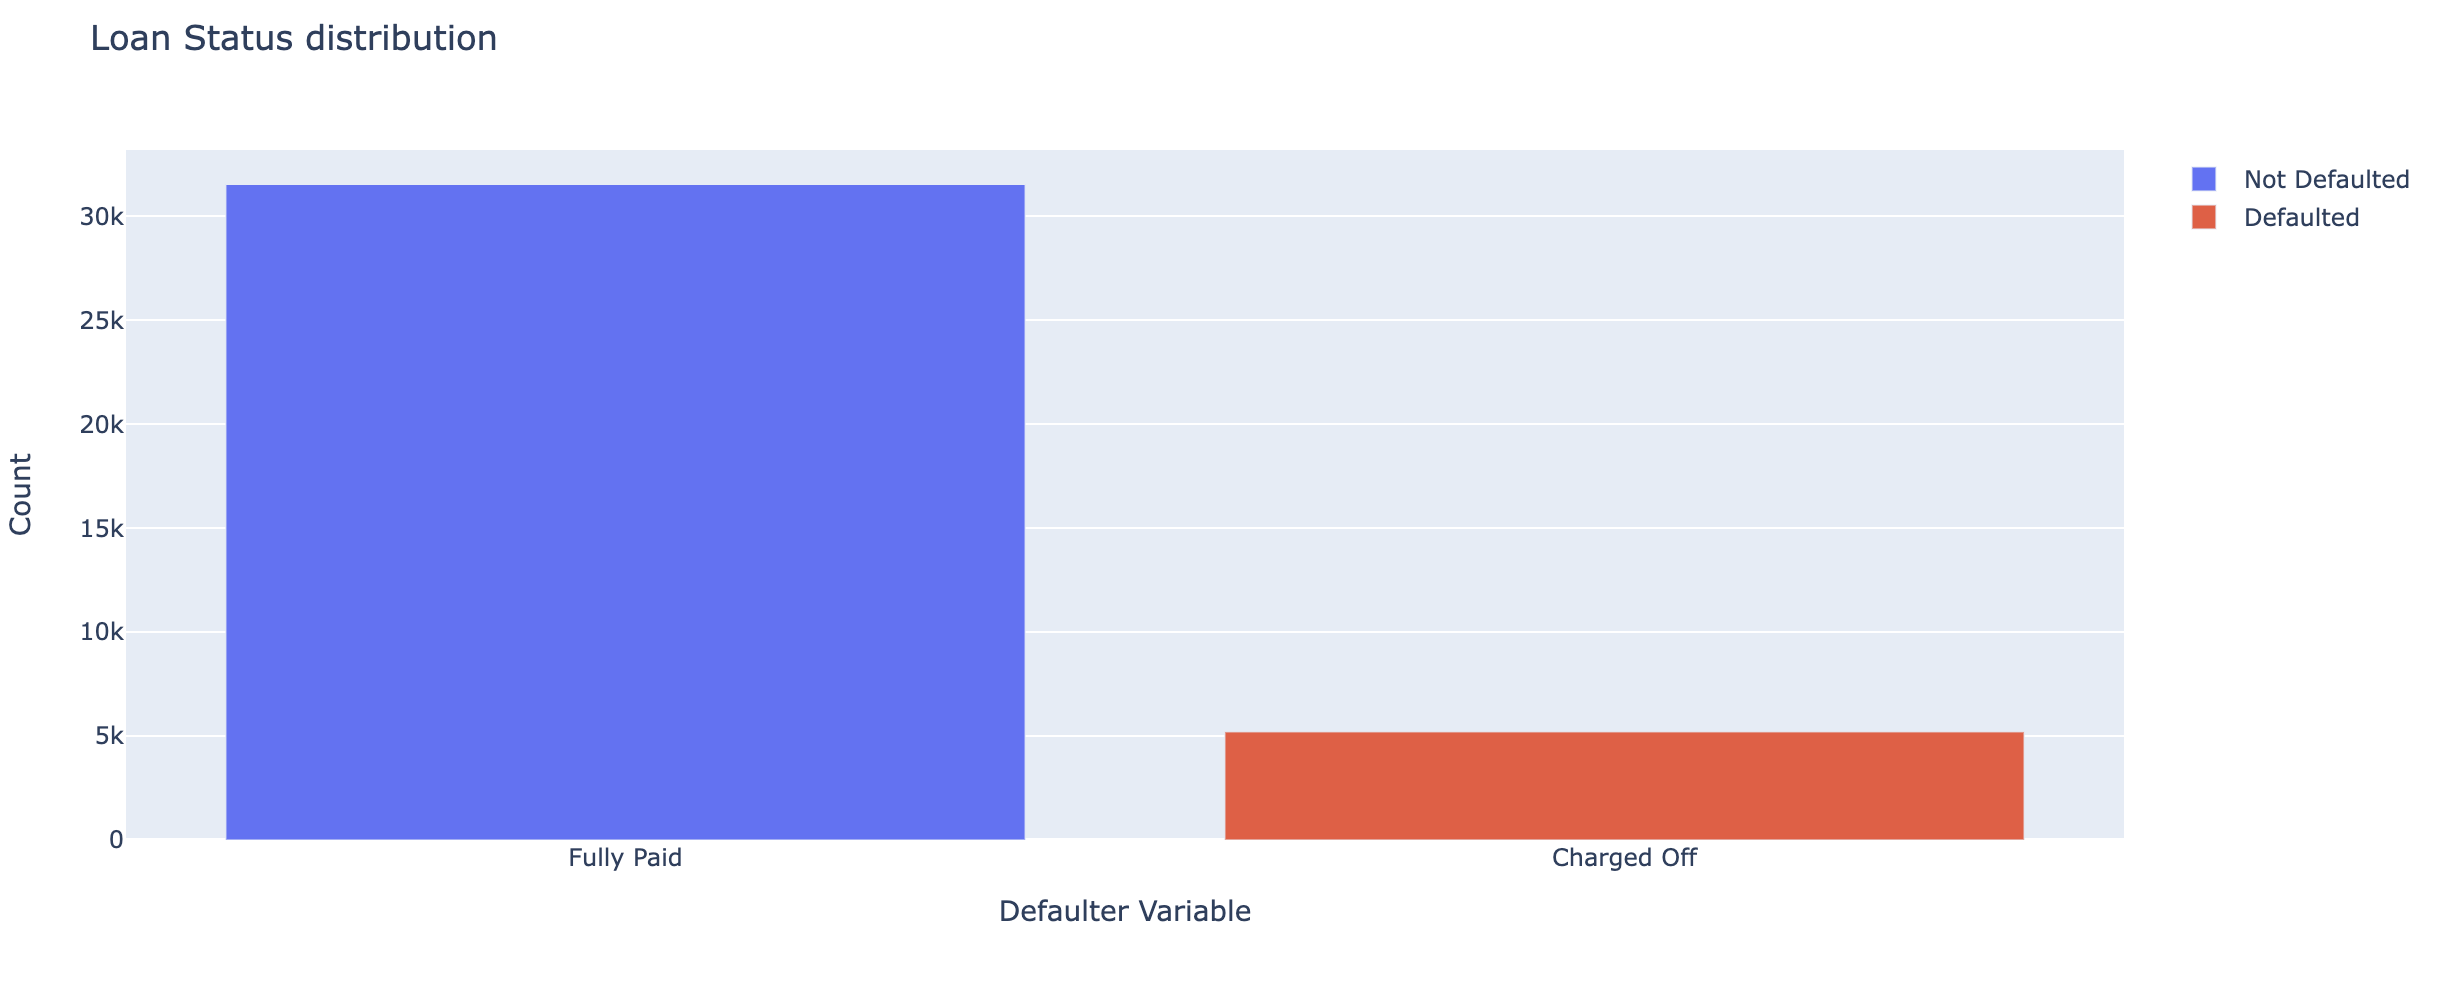 Loan Status distribution
Not Defaulted
Defaulted
30k
25k
20k
15k
10k
5k
0
Count
Fully Paid
Charged Off
Defaulter Variable